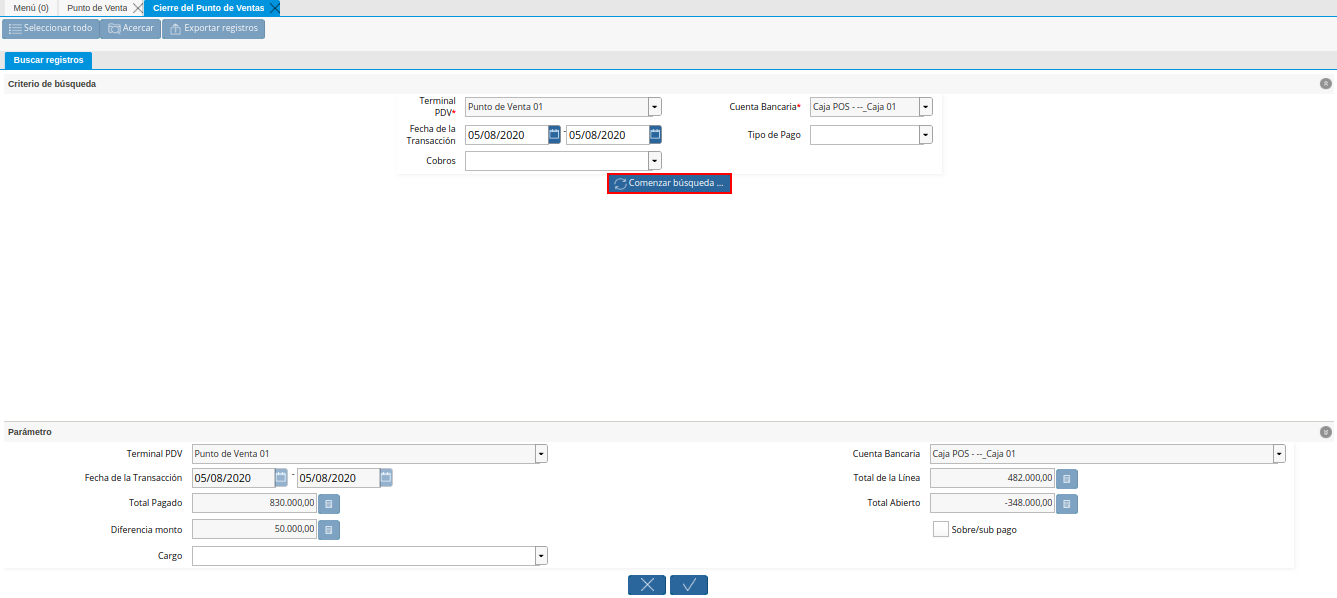 Menú (0) Punto de Venta Cierre del Punto de Ventas
Seleccionar todo Acercar Exportar registros
Buscar registros
Criterio de búsqueda
Terminal PDV* Punto de Venta 01 Cuenta Bancaria* Caja POS - --_Caja 01
Fecha de la Transacción 05/08/2020 - 05/08/2020 Tipo de Pago
Cobros
Comenzar búsqueda ...
Parámetro
Terminal PDV Punto de Venta 01 Cuenta Bancaria Caja POS - --_Caja 01
Fecha de la Transacción 05/08/2020 - 05/08/2020 Total de la Línea 482.000,00
Total Pagado 830.000,00 Total Abierto -348.000,00
Diferencia monto 50.000,00 Sobre/sub pago
Cargo